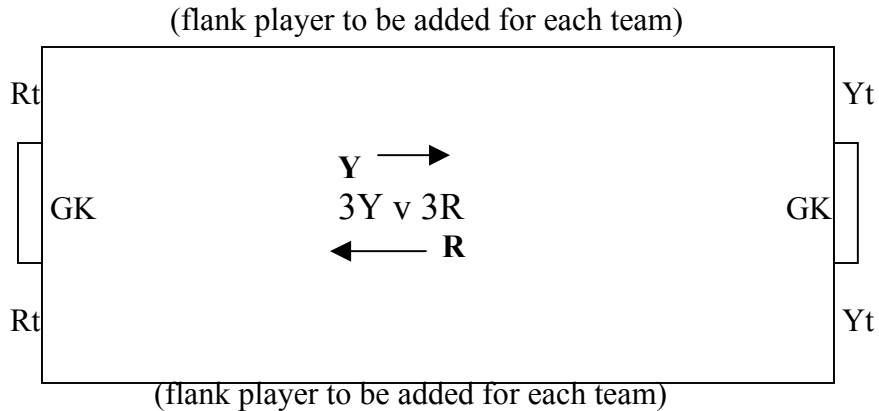 (flank player to be added for each team)
Rt Yt
Y
GK 3Y v 3R GK
R
Rt Yt
(flank player to be added for each team)